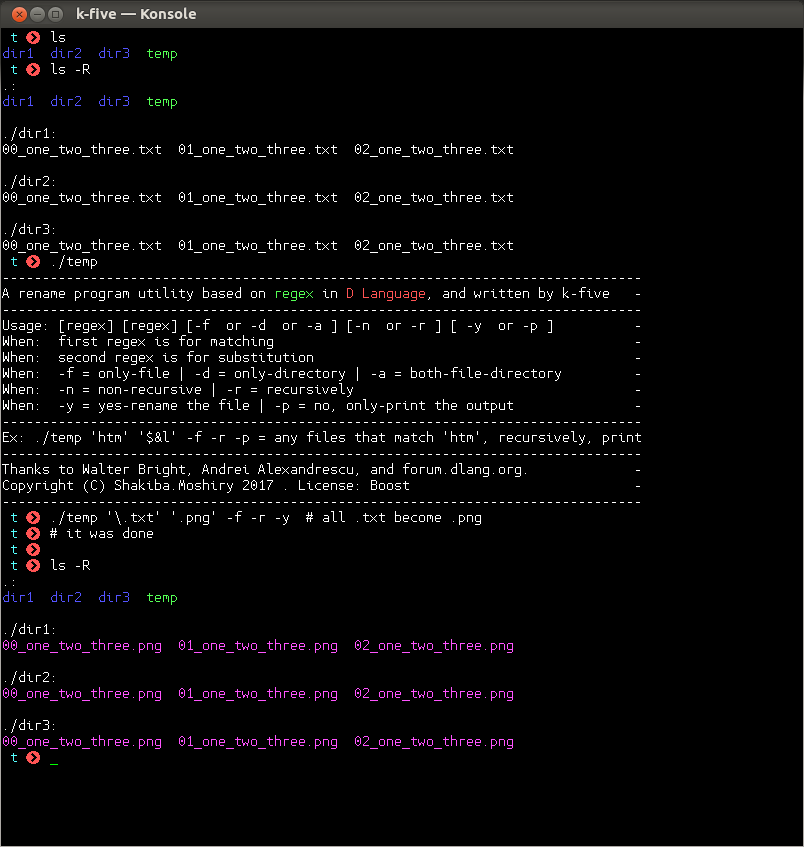 k-five — Konsole
t ❯ ls
dir1  dir2  dir3  temp
t ❯ ls -R
.:
dir1  dir2  dir3  temp

./dir1:
00_one_two_three.txt  01_one_two_three.txt  02_one_two_three.txt

./dir2:
00_one_two_three.txt  01_one_two_three.txt  02_one_two_three.txt

./dir3:
00_one_two_three.txt  01_one_two_three.txt  02_one_two_three.txt
t ❯ ./temp
--------------------------------------------------------------------------------
A rename program utility based on regex in D Language, and written by k-five   -
--------------------------------------------------------------------------------
Usage: [regex] [regex] [-f  or -d  or -a ] [-n  or -r ] [ -y  or -p ]          -
When:  first regex is for matching                                             -
When:  second regex is for substitution                                        -
When:  -f = only-file | -d = only-directory | -a = both-file-directory         -
When:  -n = non-recursive | -r = recursively                                   -
When:  -y = yes-rename the file | -p = no, only-print the output               -
--------------------------------------------------------------------------------
Ex: ./temp 'htm' '$&l' -f -r -p = any files that match 'htm', recursively, print
--------------------------------------------------------------------------------
Thanks to Walter Bright, Andrei Alexandrescu, and forum.dlang.org.             -
Copyright (C) Shakiba.Moshiry 2017 . License: Boost                            -
--------------------------------------------------------------------------------
t ❯ ./temp '\.txt' '.png' -f -r -y  # all .txt become .png
t ❯ # it was done
t ❯
t ❯ ls -R
.:
dir1  dir2  dir3  temp

./dir1:
00_one_two_three.png  01_one_two_three.png  02_one_two_three.png

./dir2:
00_one_two_three.png  01_one_two_three.png  02_one_two_three.png

./dir3:
00_one_two_three.png  01_one_two_three.png  02_one_two_three.png
t ❯ _